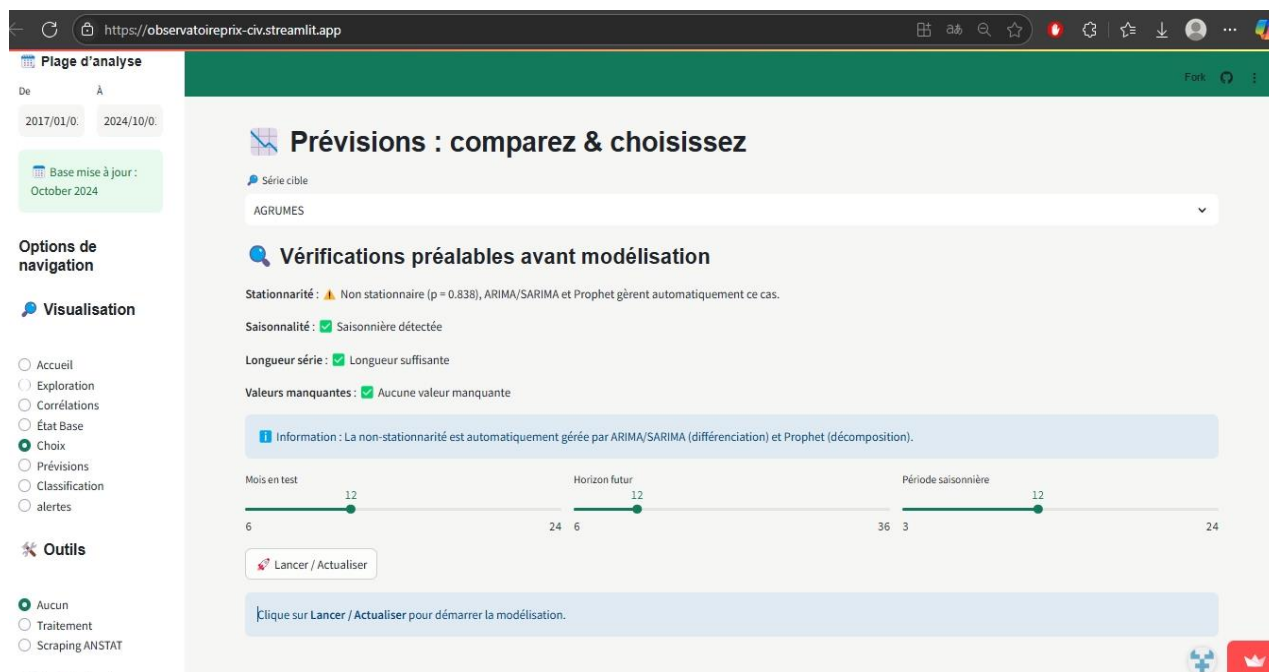 https://observatoireprix-civ.streamlit.app
Plage d'analyse
De À
2017/01/0. 2024/10/0.
Base mise à jour :
October 2024
Options de
navigation
Visualisation
Accueil
Exploration
Corrélations
État Base
Choix
Prévisions
Classification
alertes
Outils
Aucun
Traitement
Scraping ANSTAT
Fork
Prévisions : comparez & choisissez
Série cible
AGRUMES
Vérifications préalables avant modélisation
Stationnarité : Non stationnaire (p = 0.838), ARIMA/SARIMA et Prophet gèrent automatiquement ce cas.
Saisonnalité : Saisonnière détectée
Longueur série : Longueur suffisante
Valeurs manquantes : Aucune valeur manquante
Information : La non-stationnarité est automatiquement gérée par ARIMA/SARIMA (différenciation) et Prophet (décomposition).
Mois en test Horizon futur Période saisonnière
12 12 12
6 24 6 36 3 24
Lancer / Actualiser
Clique sur Lancer / Actualiser pour démarrer la modélisation.